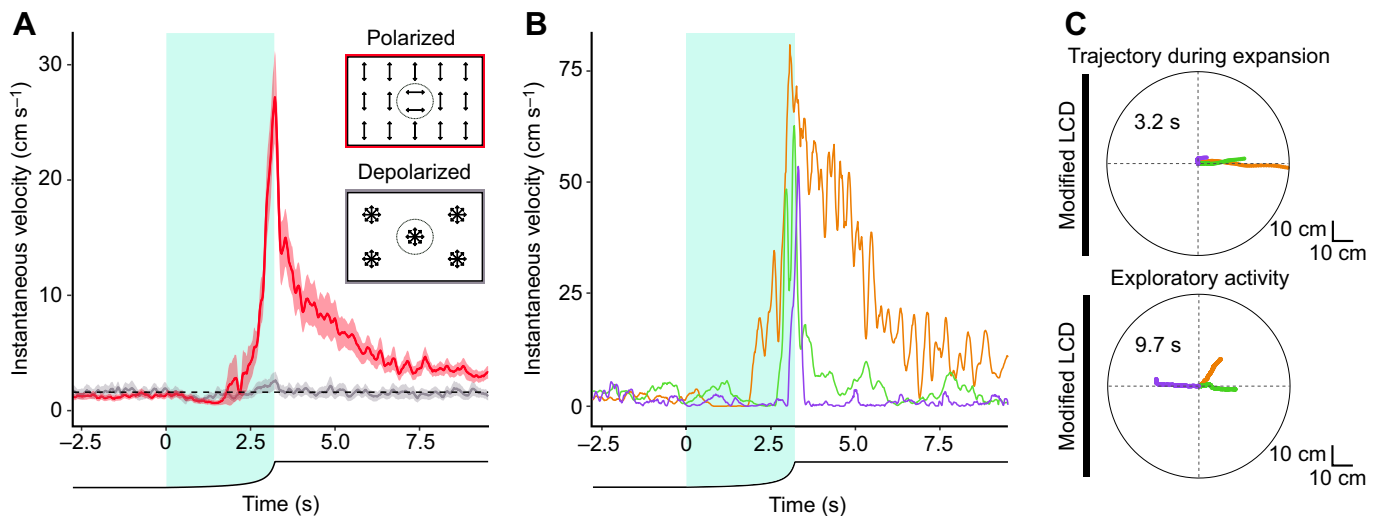 A
Instantaneous velocity (cm s⁻¹)
30
20
10
0
–2.5 0 2.5 5.0 7.5
Time (s)
Polarized
Depolarized
B
Instantaneous velocity (cm s⁻¹)
75
50
25
0
–2.5 0 2.5 5.0 7.5
Time (s)
C
Trajectory during expansion
Modified LCD
3.2 s
10 cm
10 cm
Exploratory activity
Modified LCD
9.7 s
10 cm
10 cm